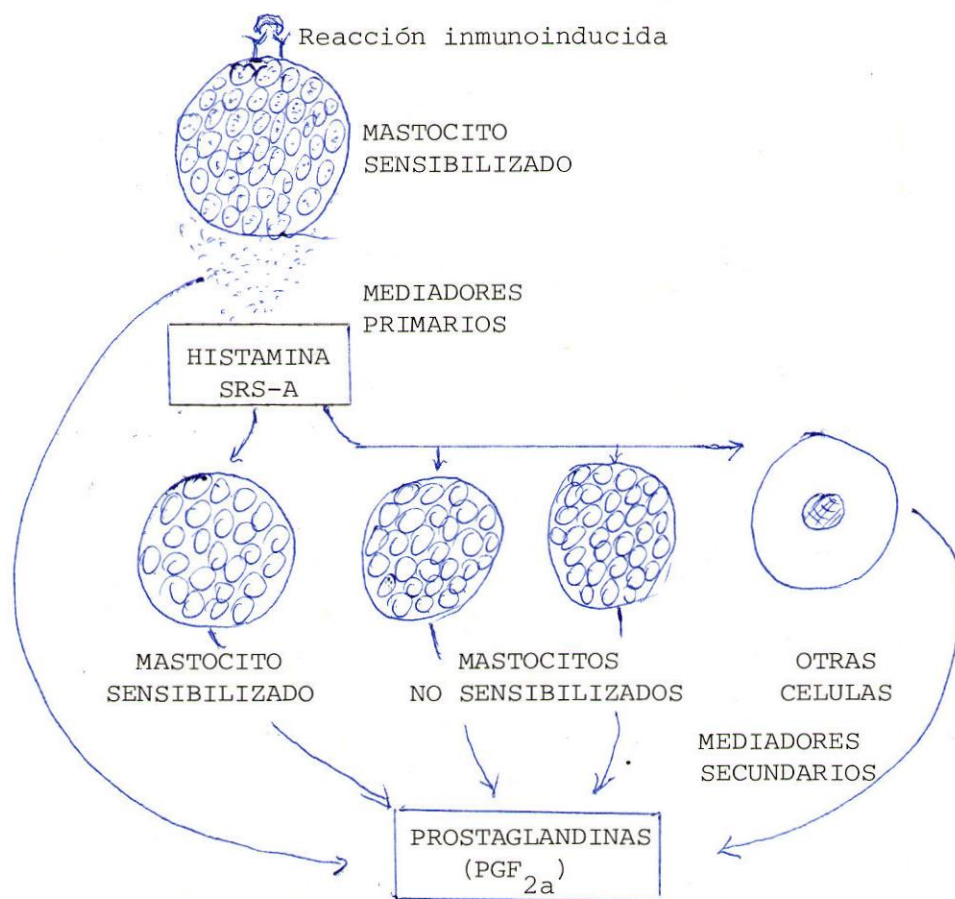 Reacción inmunoinducida
MASTOCITO
SENSIBILIZADO
MEDIADORES
PRIMARIOS
HISTAMINA
SRS-A
MASTOCITO
SENSIBILIZADO
MASTOCITOS
NO SENSIBILIZADOS
OTRAS
CELULAS
MEDIADORES
SECUNDARIOS
PROSTAGLANDINAS
(PGF2a)